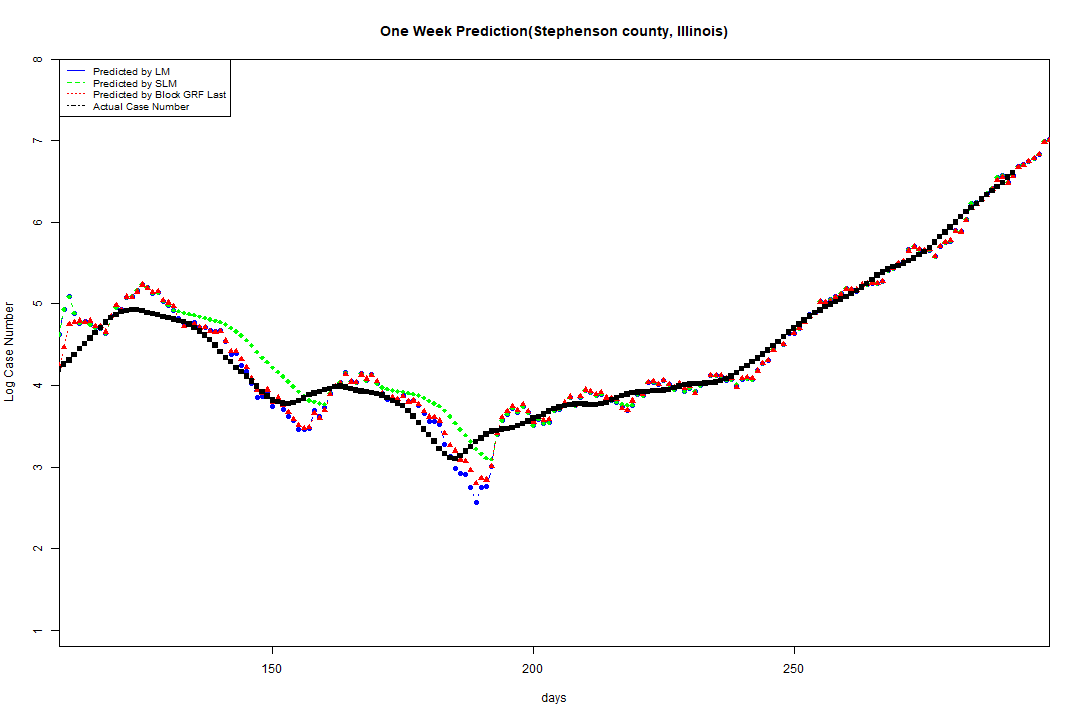 One Week Prediction(Stephenson county, Illinois)
8
Predicted by LM
Predicted by SLM
Predicted by Block GRF Last
Actual Case Number
7
6
5
4
3
2
1
Log Case Number
150
200
250
days